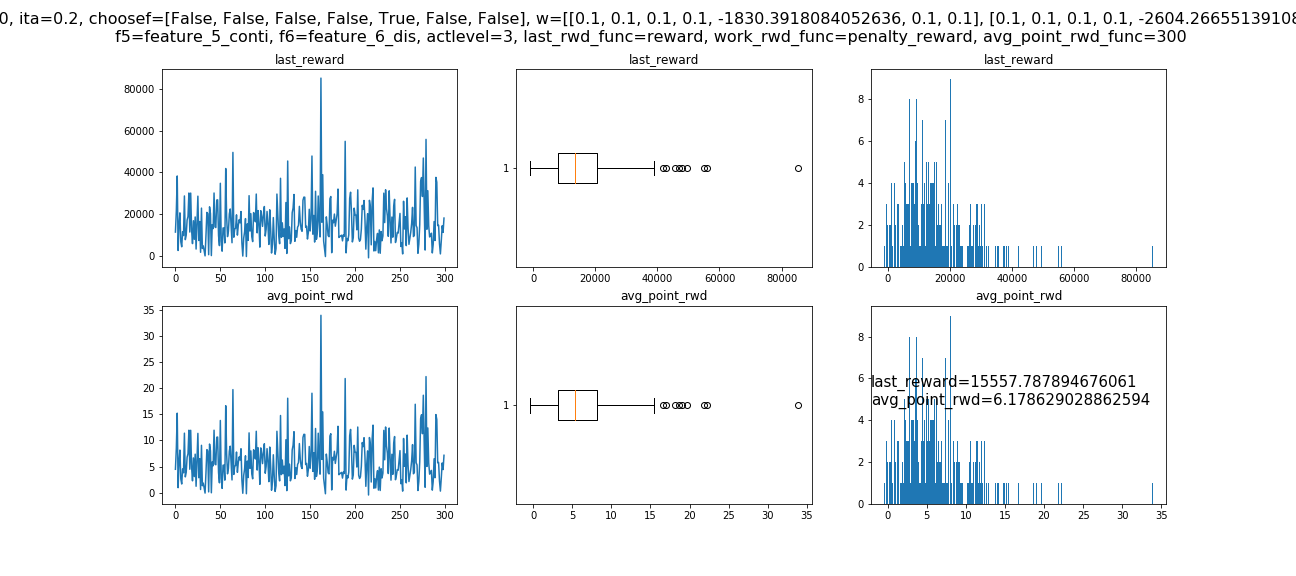 0, ita=0.2, choosef=[False, False, False, False, True, False, False], w=[[0.1, 0.1, 0.1, 0.1, -1830.3918084052636, 0.1, 0.1], [0.1, 0.1, 0.1, 0.1, -2604.26655139108
f5=feature_5_conti, f6=feature_6_dis, actlevel=3, last_rwd_func=reward, work_rwd_func=penalty_reward, avg_point_rwd_func=300
last_reward last_reward last_reward
80000
60000
40000
20000
0
0 50 100 150 200 250 300
1
0 20000 40000 60000 80000
8
6
4
2
0
0 20000 40000 60000 80000
avg_point_rwd avg_point_rwd avg_point_rwd
35
30
25
20
15
10
5
0
0 50 100 150 200 250 300
1
0 5 10 15 20 25 30 35
8
6
4
2
0
0 5 10 15 20 25 30 35
last_reward=15557.787894676061
avg_point_rwd=6.178629028862594